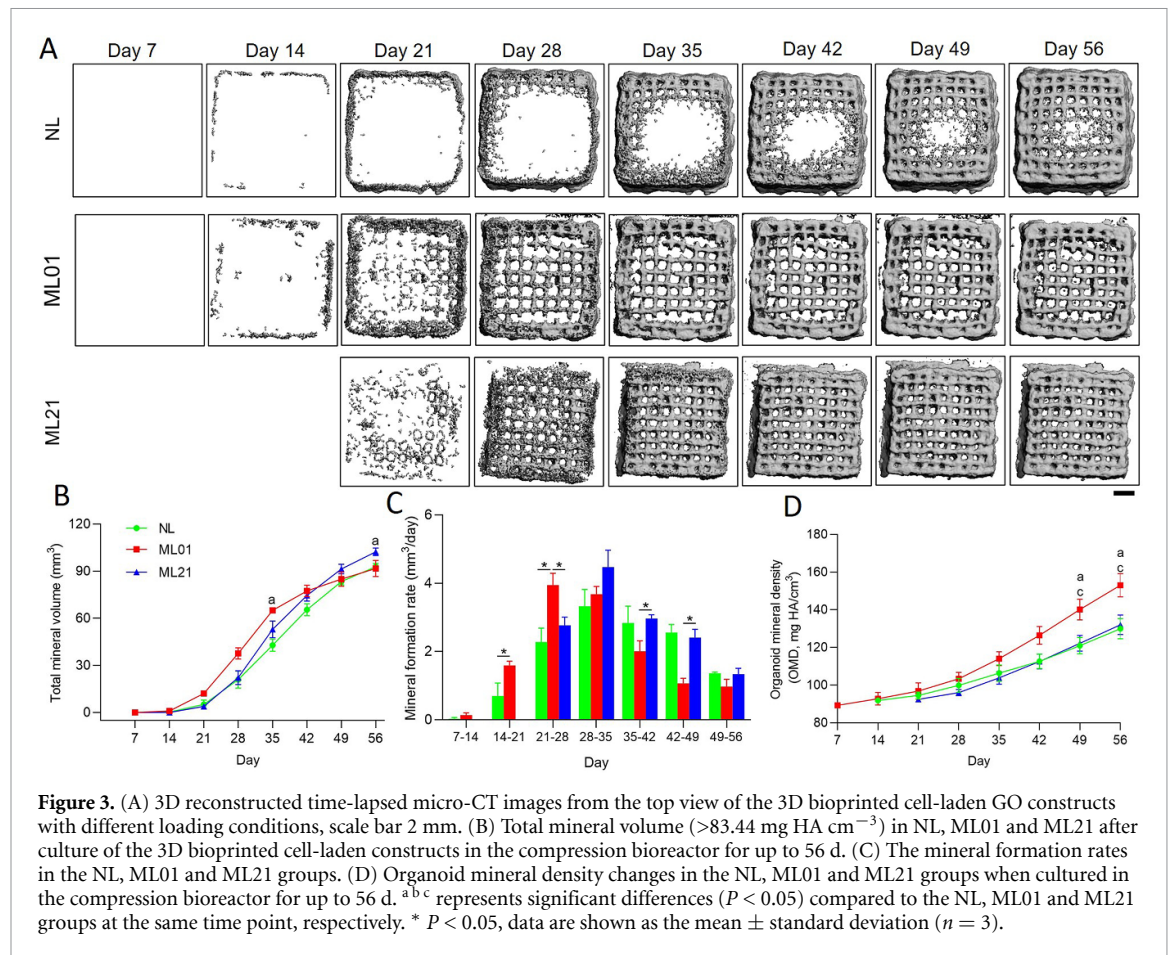 A
Day 7 Day 14 Day 21 Day 28 Day 35 Day 42 Day 49 Day 56
NL
ML01
ML21
B
NL
ML01
ML21
Total mineral volume (mm³)
120
90
60
30
0
a
a
7 14 21 28 35 42 49 56
Day
C
Mineral formation rate (mm³/day)
6
4
2
0
*
* *
*
*
7-14 14-21 21-28 28-35 35-42 42-49 49-56
Day
D
Organoid mineral density
(OMD, mg HA/cm³)
180
160
140
120
100
80
a
c
a
c
7 14 21 28 35 42 49 56
Day
Figure 3. (A) 3D reconstructed time-lapsed micro-CT images from the top view of the 3D bioprinted cell-laden GO constructs
with different loading conditions, scale bar 2 mm. (B) Total mineral volume (>83.44 mg HA cm⁻³) in NL, ML01 and ML21 after
culture of the 3D bioprinted cell-laden constructs in the compression bioreactor for up to 56 d. (C) The mineral formation rates
in the NL, ML01 and ML21 groups. (D) Organoid mineral density changes in the NL, ML01 and ML21 groups when cultured in
the compression bioreactor for up to 56 d. ᵃ ᵇ ᶜ represents significant differences (P < 0.05) compared to the NL, ML01 and ML21
groups at the same time point, respectively. * P < 0.05, data are shown as the mean ± standard deviation (n = 3).